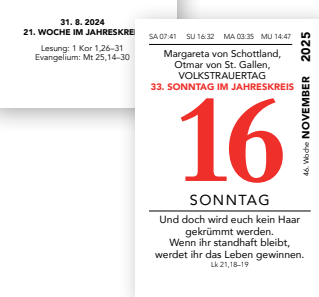 31. 8. 2024
21. WOCHE IM JAHRESKREI
Lesung: 1 Kor 1,26–31
Evangelium: Mt 25,14–30
SA 07:41 SU 16:32 MA 03:35 MU 14:47
Margareta von Schottland,
Otmar von St. Gallen,
VOLKSTRAUERTAG
33. SONNTAG IM JAHRESKREIS
16
SONNTAG
Und doch wird euch kein Haar
gekrümmt werden.
Wenn ihr standhaft bleibt,
werdet ihr das Leben gewinnen.
Lk 21,18–19
46. Woche NOVEMBER 2025